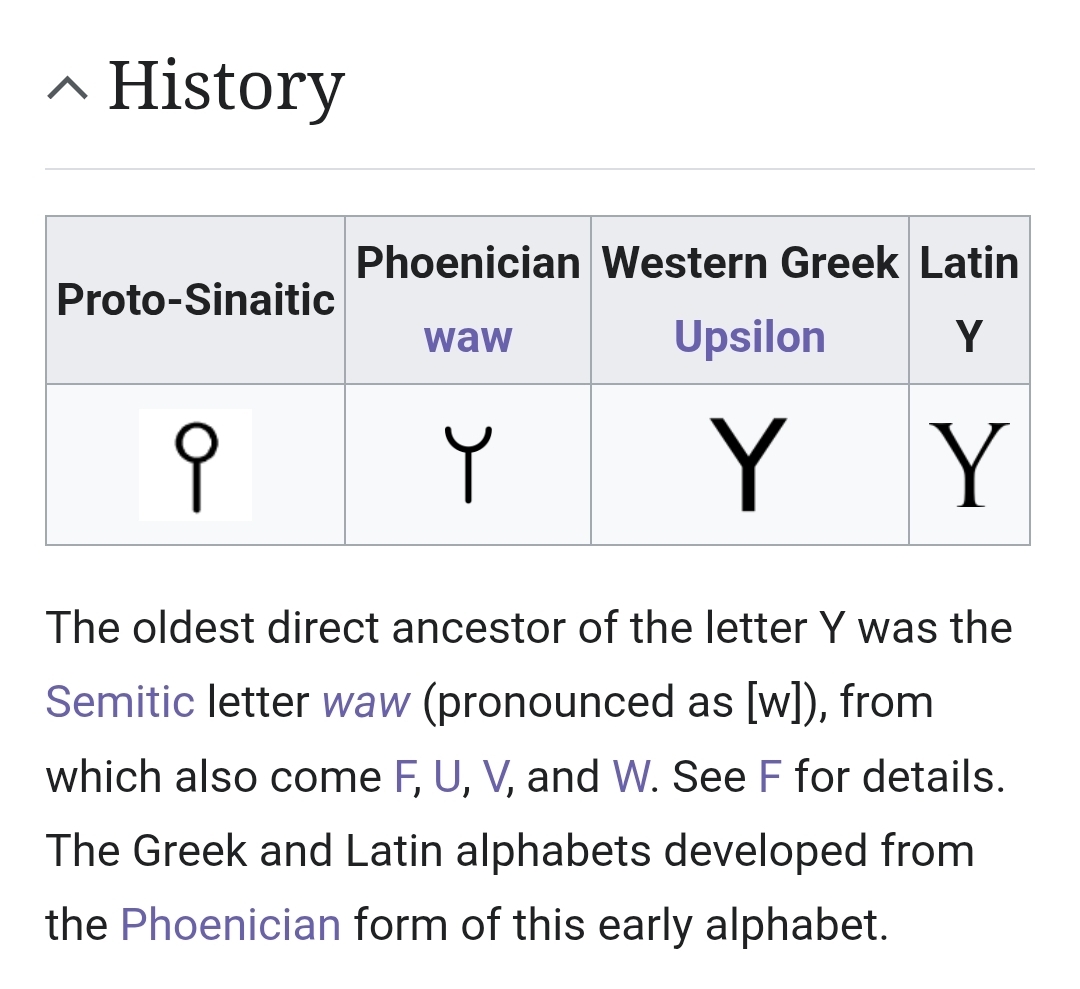 History
Proto-Sinaitic
Phoenician
waw
Western Greek
Upsilon
Latin
Y
Y
Y
The oldest direct ancestor of the letter Y was the
Semitic letter waw (pronounced as [w]), from
which also come F, U, V, and W. See F for details.
The Greek and Latin alphabets developed from
the Phoenician form of this early alphabet.